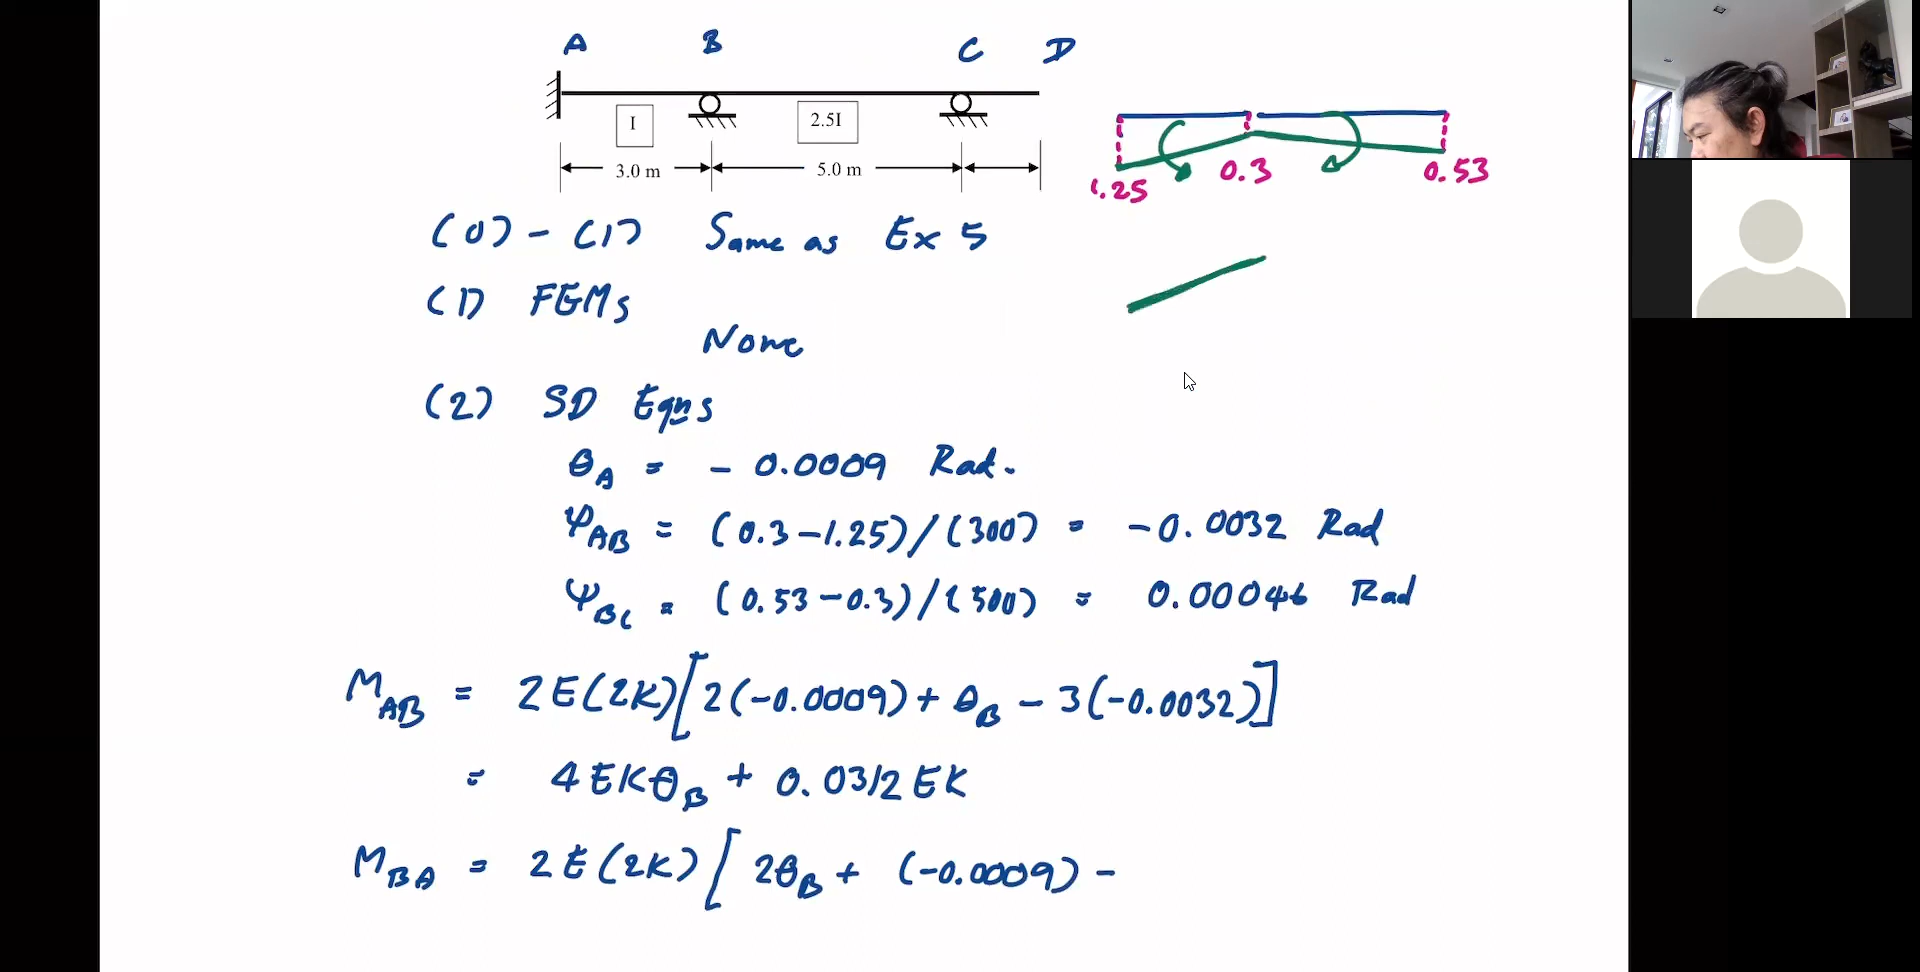 A B C D
I 2.5I
3.0 m 5.0 m
1.25 0.3 0.53
(0) - (1) Same as Ex 5
(1) FEMs
None
(2) SD Eqns
θA = - 0.0009 Rad.
ΨAB = (0.3-1.25)/(300) = -0.0032 Rad
ΨBC = (0.53-0.3)/(500) = 0.00046 Rad
MAB = 2E(2K)[2(-0.0009) + θB - 3(-0.0032)]
= 4EKθB + 0.0312EK
MBA = 2E(2K)[2θB + (-0.0009) -